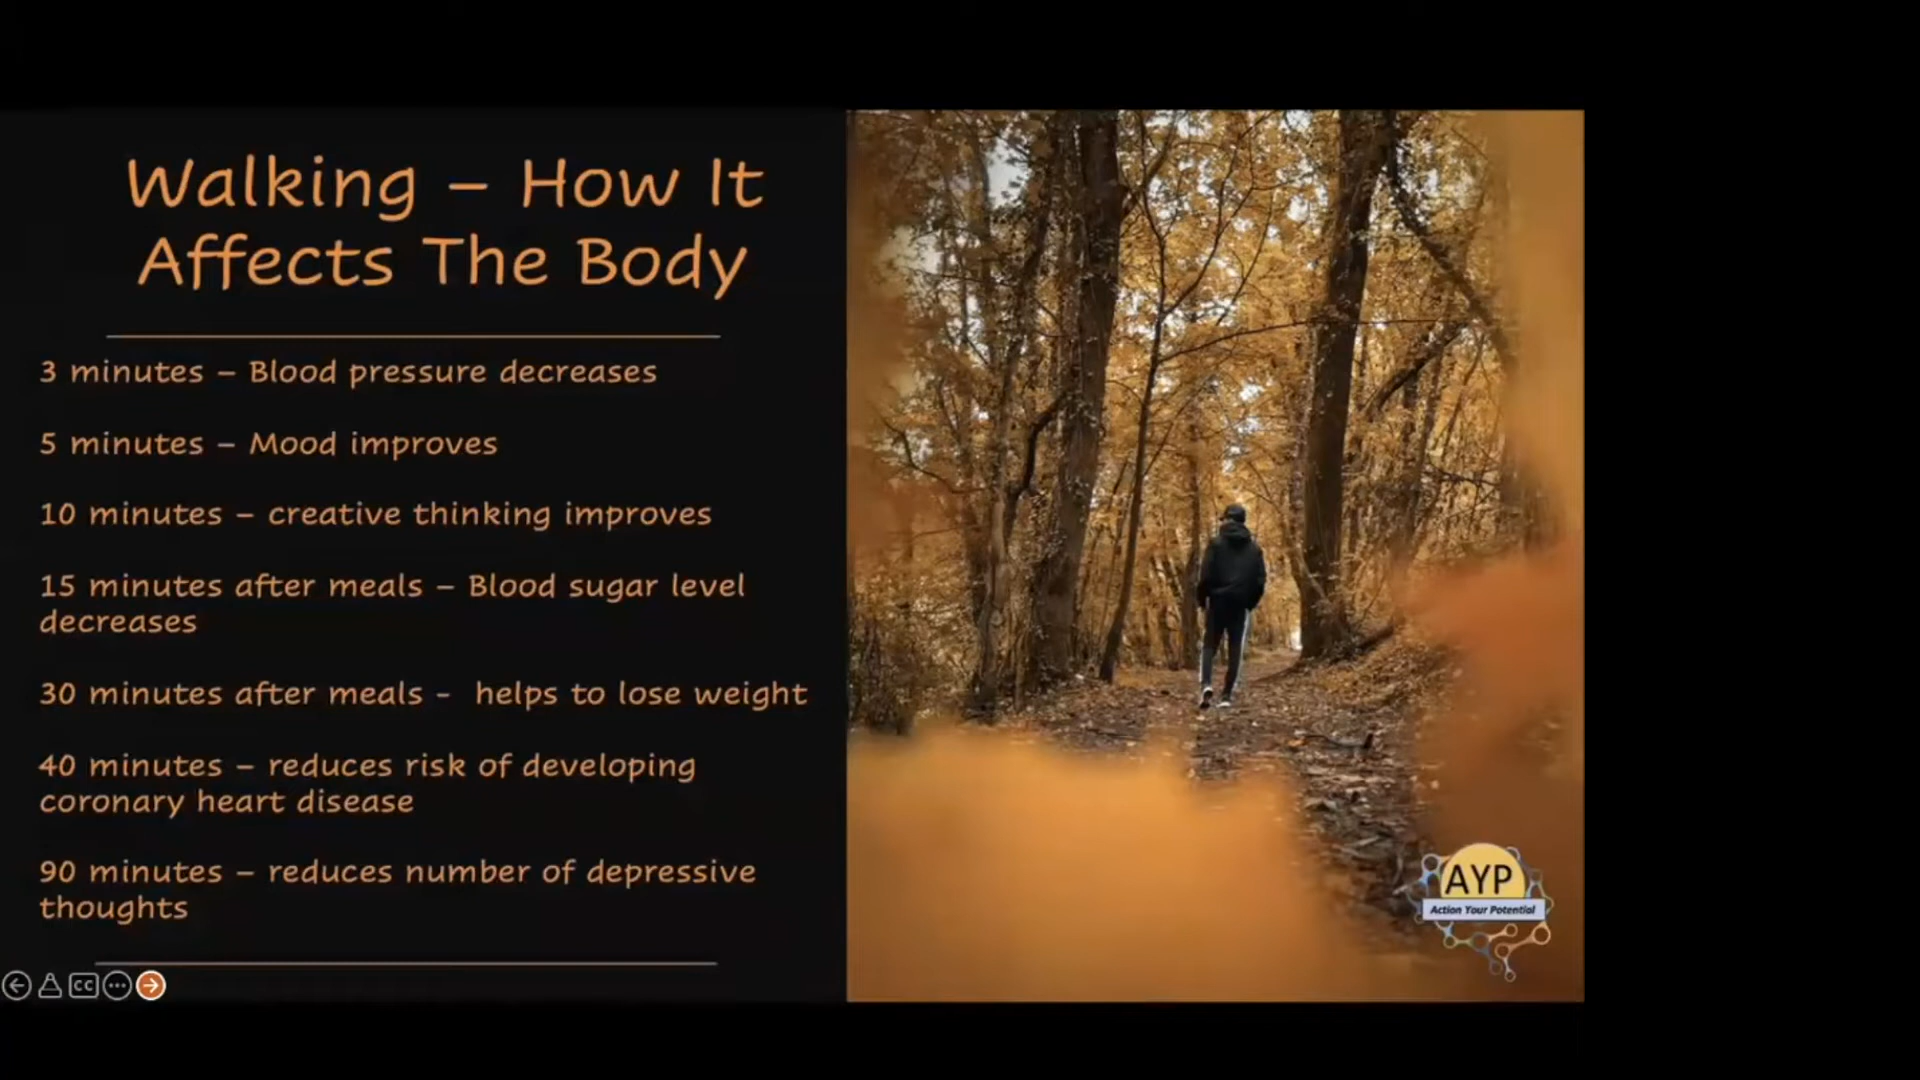 Walking – How It
Affects The Body
3 minutes – Blood pressure decreases
5 minutes – Mood improves
10 minutes – creative thinking improves
15 minutes after meals – Blood sugar level
decreases
30 minutes after meals - helps to lose weight
40 minutes – reduces risk of developing
coronary heart disease
90 minutes – reduces number of depressive
thoughts
AYP
Action Your Potential
CC